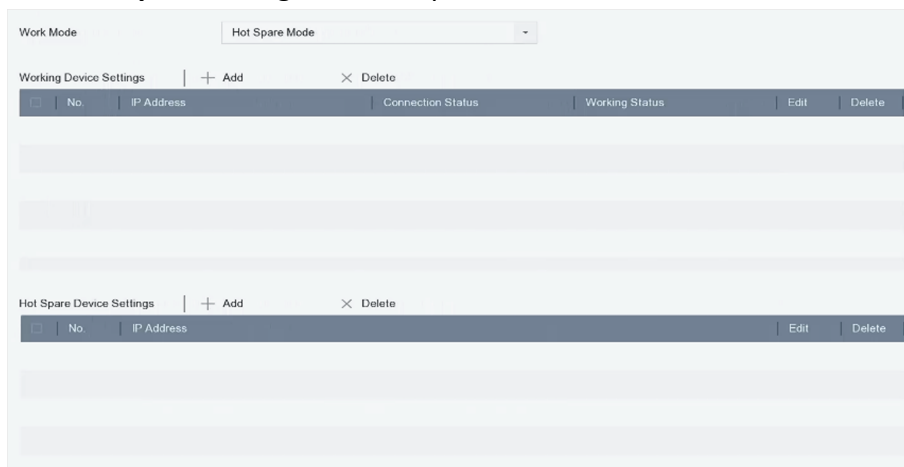 Work Mode Hot Spare Mode
Working Device Settings Add Delete
No. IP Address Connection Status Working Status Edit Delete
Hot Spare Device Settings Add Delete
No. IP Address Edit Delete